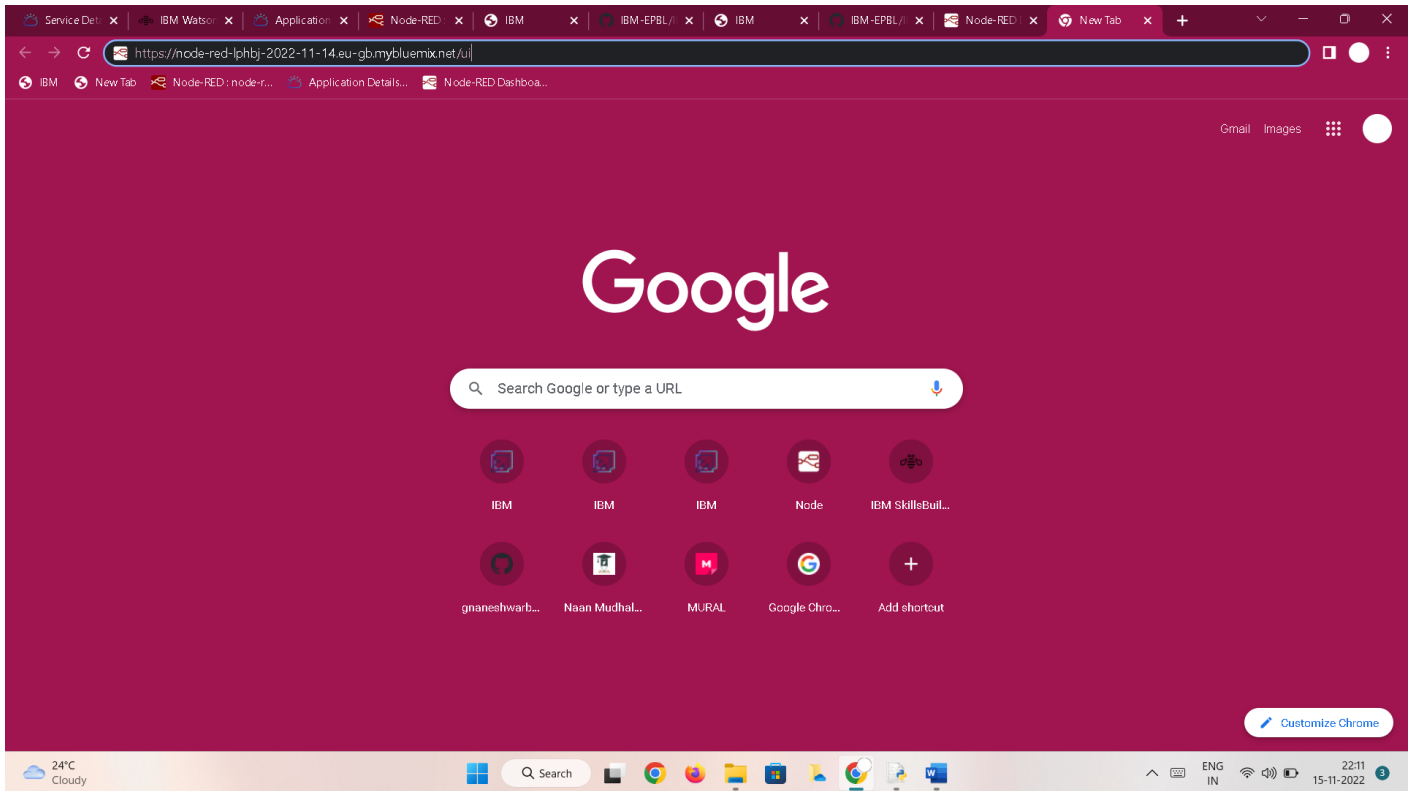 Service Deta IBM Watson Application Node-RED : IBM IBM-EPBL/I IBM IBM-EPBL/I Node-RED New Tab
https://node-red-lphbj-2022-11-14.eu-gb.mybluemix.net/ui
IBM New Tab Node-RED : node-r... Application Details... Node-RED Dashboa...
Gmail Images
Google
Search Google or type a URL
IBM IBM IBM Node IBM SkillsBuil...
gnaneshwarb... Naan Mudhal... MURAL Google Chro... Add shortcut
Customize Chrome
24°C
Cloudy
Search
ENG
IN
22:11
15-11-2022
3